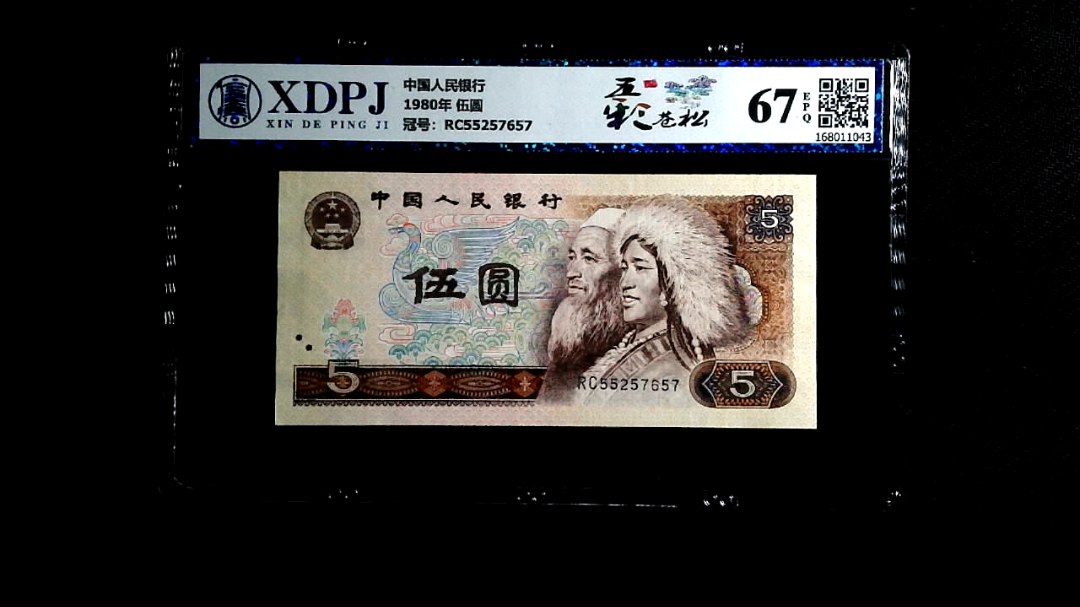 XDPJ
XIN DE PING JI
中国人民银行
1980年 伍圆
冠号：RC55257657
五彩苍松
67
EPQ
168011043
中国人民银行
5
伍圆
5
RC55257657
5